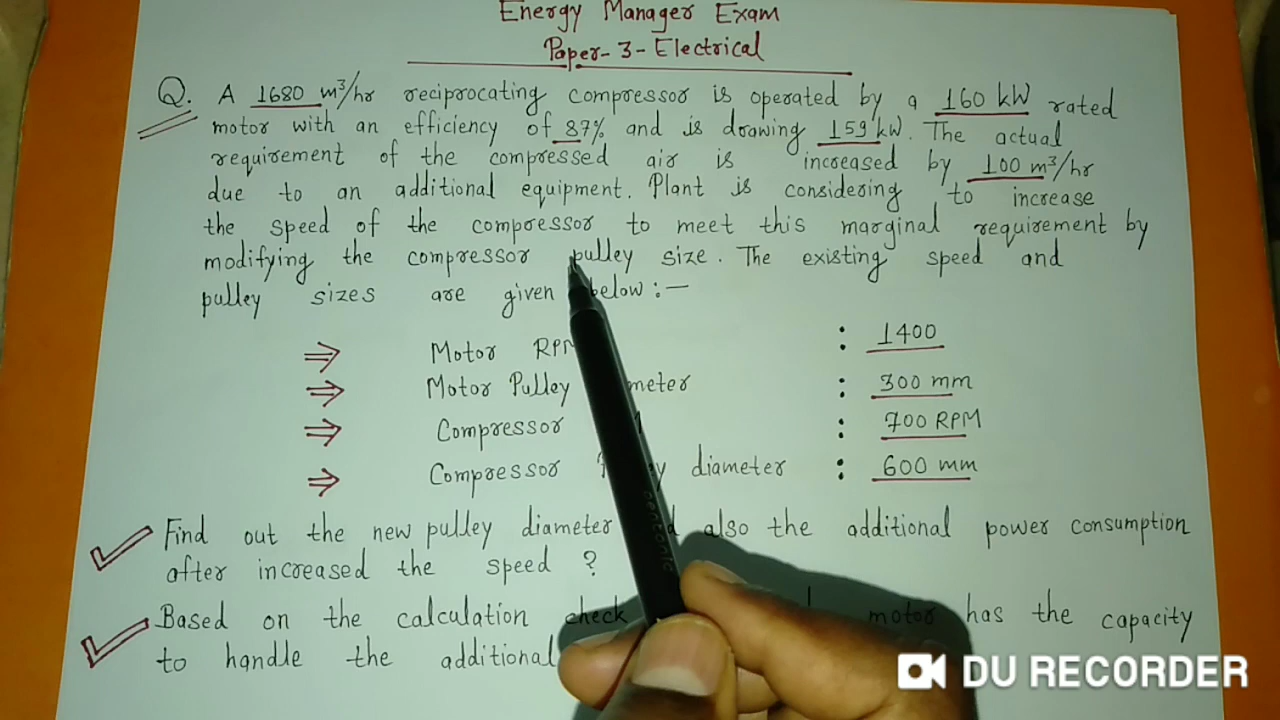 Energy Manager Exam
Paper-3-Electrical
Q. A 1680 m³/hr reciprocating compressor is operated by a 160 kW rated
motor with an efficiency of 87% and is drawing 159 kW. The actual
requirement of the compressed air is increased by 100 m³/hr
due to an additional equipment. Plant is considering to increase
the speed of the compressor to meet this marginal requirement by
modifying the compressor pulley size. The existing speed and
pulley sizes are given below :—
⇒ Motor RPM : 1400
⇒ Motor Pulley meter : 300 mm
⇒ Compressor : 700 RPM
⇒ Compressor diameter : 600 mm
✓ Find out the new pulley diameter also the additional power consumption
after increased the speed ?
✓ Based on the calculation check motor has the capacity
to handle the additional
DU RECORDER